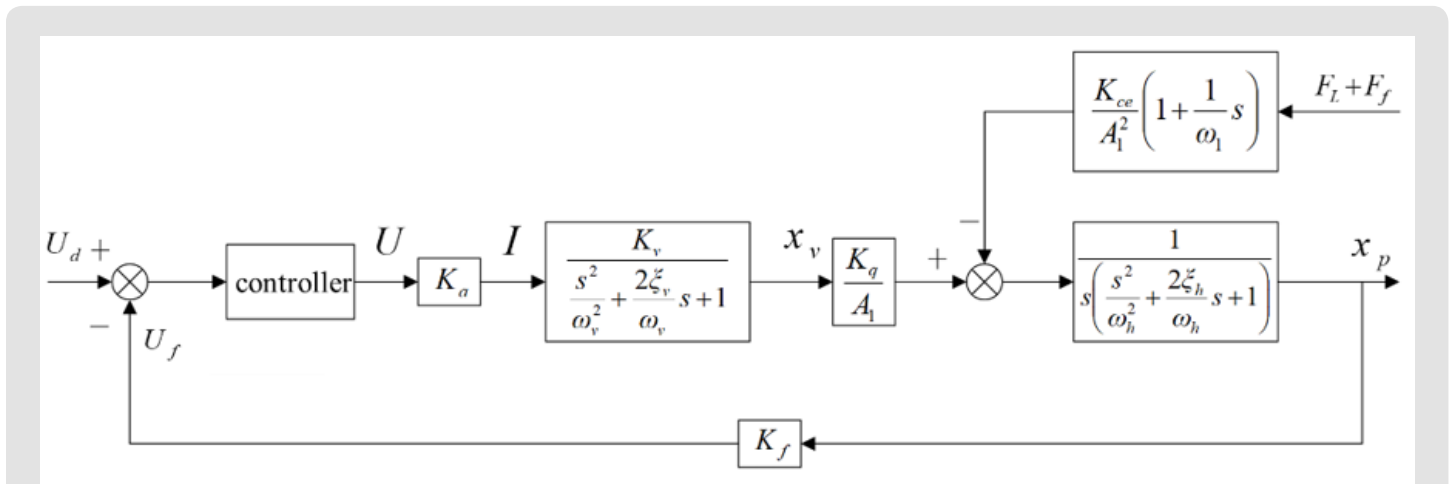 U_d +
−
U_f
controller
U
K_a
I
K_v
s^2/ω_v^2 + 2ξ_v/ω_v s+1
x_v
K_q
A_1
+
−
K_ce/A_1^2 (1+ 1/ω_1 s)
F_L+F_f
1
s(s^2/ω_h^2 + 2ξ_h/ω_h s+1)
x_p
K_f